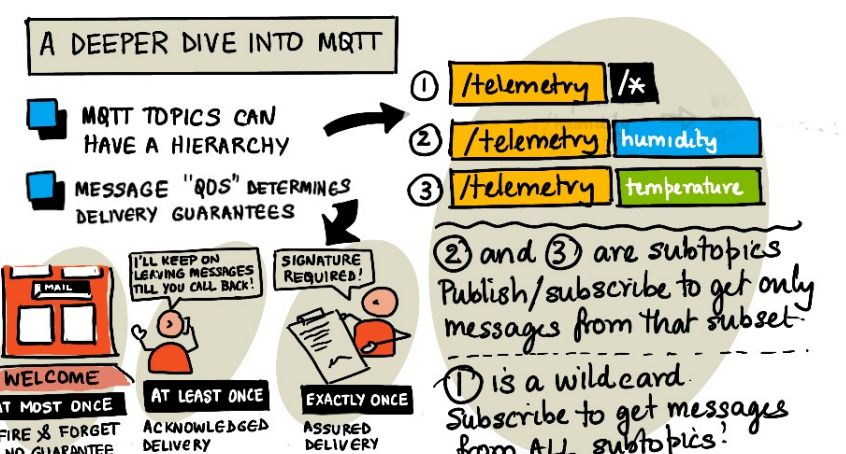 A DEEPER DIVE INTO MQTT
MQTT TOPICS CAN
HAVE A HIERARCHY
MESSAGE "QOS" DETERMINES
DELIVERY GUARANTEES
1 /telemetry /*
2 /telemetry humidity
3 /telemetry temperature
2 and 3 are subtopics
Publish/subscribe to get only
messages from that subset.
1 is a wildcard.
Subscribe to get messages
from ALL subtopics!
MAIL
WELCOME
AT MOST ONCE
FIRE & FORGET
NO GUARANTEE
I'LL KEEP ON
LEAVING MESSAGES
TILL YOU CALL BACK!
AT LEAST ONCE
ACKNOWLEDGED
DELIVERY
SIGNATURE
REQUIRED!
EXACTLY ONCE
ASSURED
DELIVERY